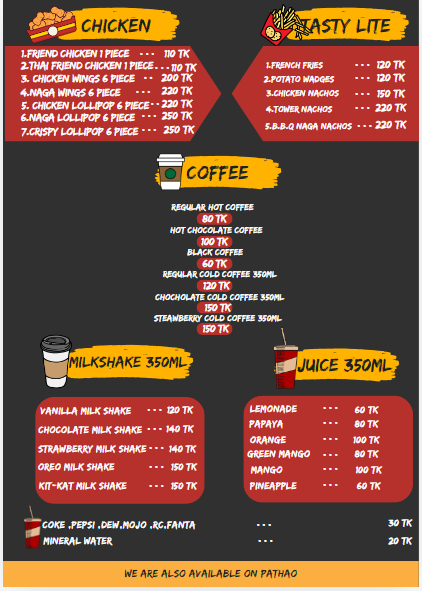 CHICKEN
1.FRIEND CHICKEN 1 PIECE --- 110 TK
2.THAI FRIEND CHICKEN 1 PIECE --- 110 TK
3. CHICKEN WINGS 6 PIECE -- 200 TK
4.NAGA WINGS 6 PIECE --- 220 TK
5. CHICKEN LOLLIPOP 6 PIECE -- 220 TK
6.NAGA LOLLIPOP 6 PIECE --- 250 TK
7.CRISPY LOLLIPOP 6 PIECE --- 250 TK
TASTY LITE
1.FRENCH FRIES --- 120 TK
2.POTATO WADGES --- 120 TK
3.CHICKEN NACHOS --- 150 TK
4.TOWER NACHOS --- 220 TK
5.B.B.Q NAGA NACHOS --- 220 TK
COFFEE
REGULAR HOT COFFEE
80 TK
HOT CHOCOLATE COFFEE
100 TK
BLACK COFFEE
60 TK
REGULAR COLD COFFEE 350ML
120 TK
CHOCHOLATE COLD COFFEE 350ML
150 TK
STEAWBERRY COLD COFFEE 350ML
150 TK
MILKSHAKE 350ML
VANILLA MILK SHAKE --- 120 TK
CHOCOLATE MILK SHAKE --- 140 TK
STRAWBERRY MILK SHAKE --- 140 TK
OREO MILK SHAKE --- 150 TK
KIT-KAT MILK SHAKE --- 150 TK
JUICE 350ML
LEMONADE --- 60 TK
PAPAYA --- 80 TK
ORANGE --- 100 TK
GREEN MANGO --- 80 TK
MANGO --- 100 TK
PINEAPPLE --- 60 TK
COKE ,PEPSI ,DEW,MOJO ,RC,FANTA --- 30 TK
MINERAL WATER --- 20 TK
WE ARE ALSO AVAILABLE ON PATHAO